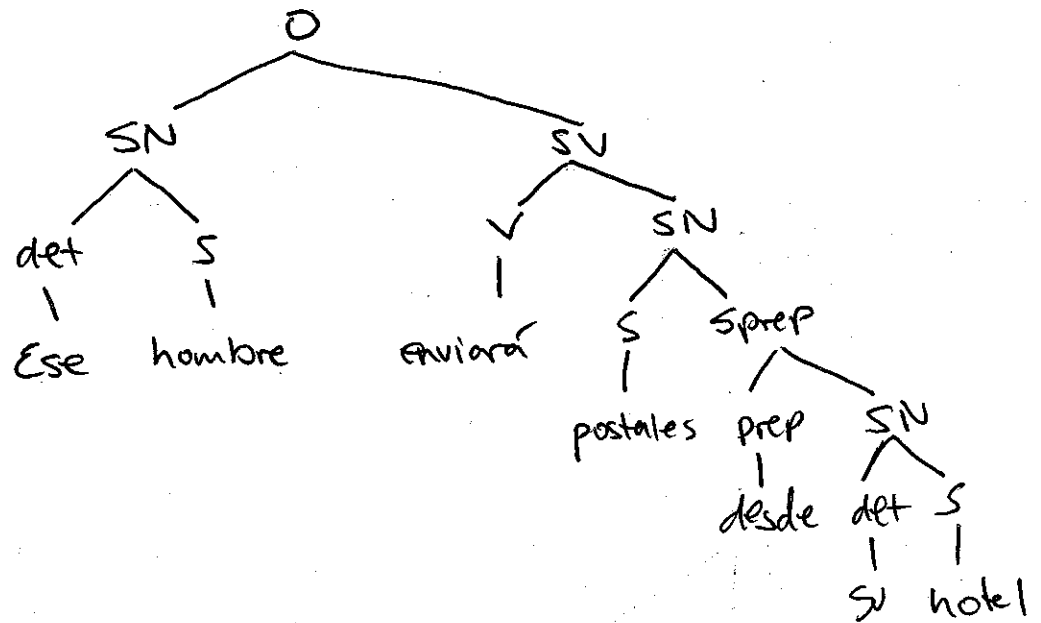 O
SN SV
det S V SN
Ese hombre enviará S Sprep
postales prep SN
desde det S
su hotel